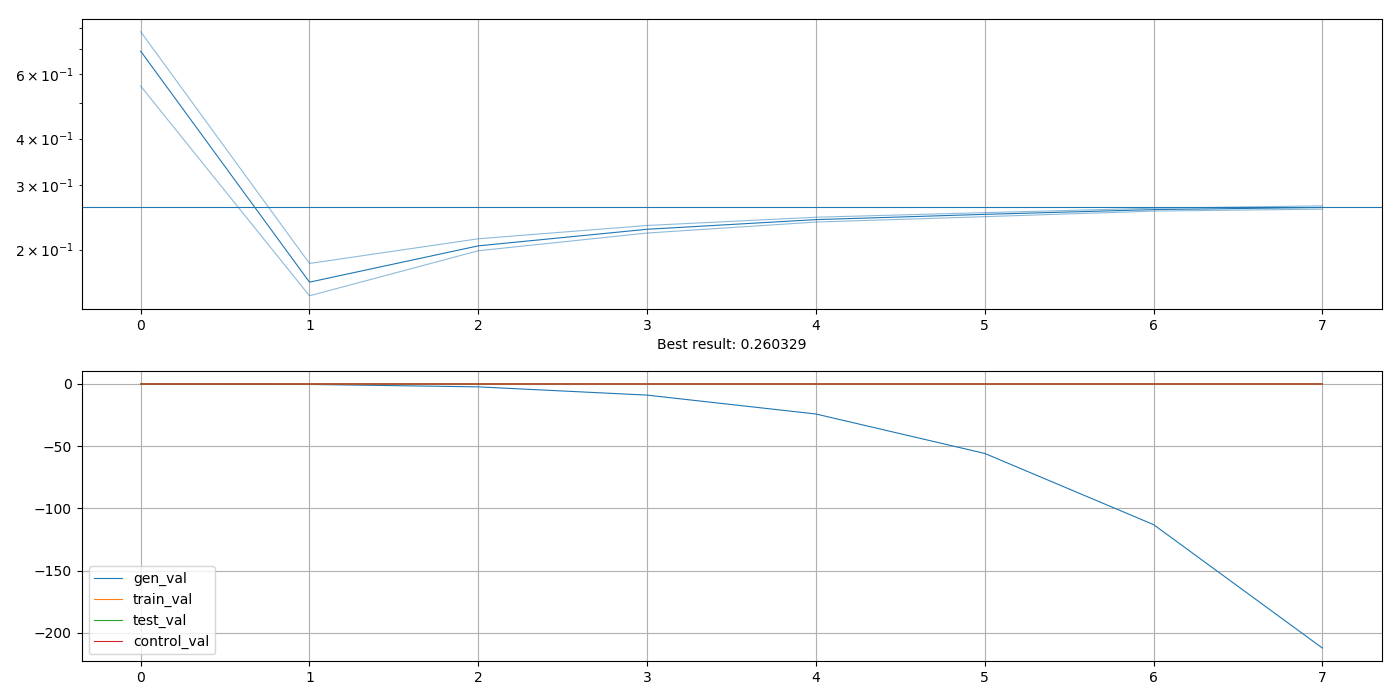 6 × 10⁻¹
4 × 10⁻¹
3 × 10⁻¹
2 × 10⁻¹
0 1 2 3 4 5 6 7
Best result: 0.260329
0
−50
−100
−150
−200
gen_val
train_val
test_val
control_val
0 1 2 3 4 5 6 7